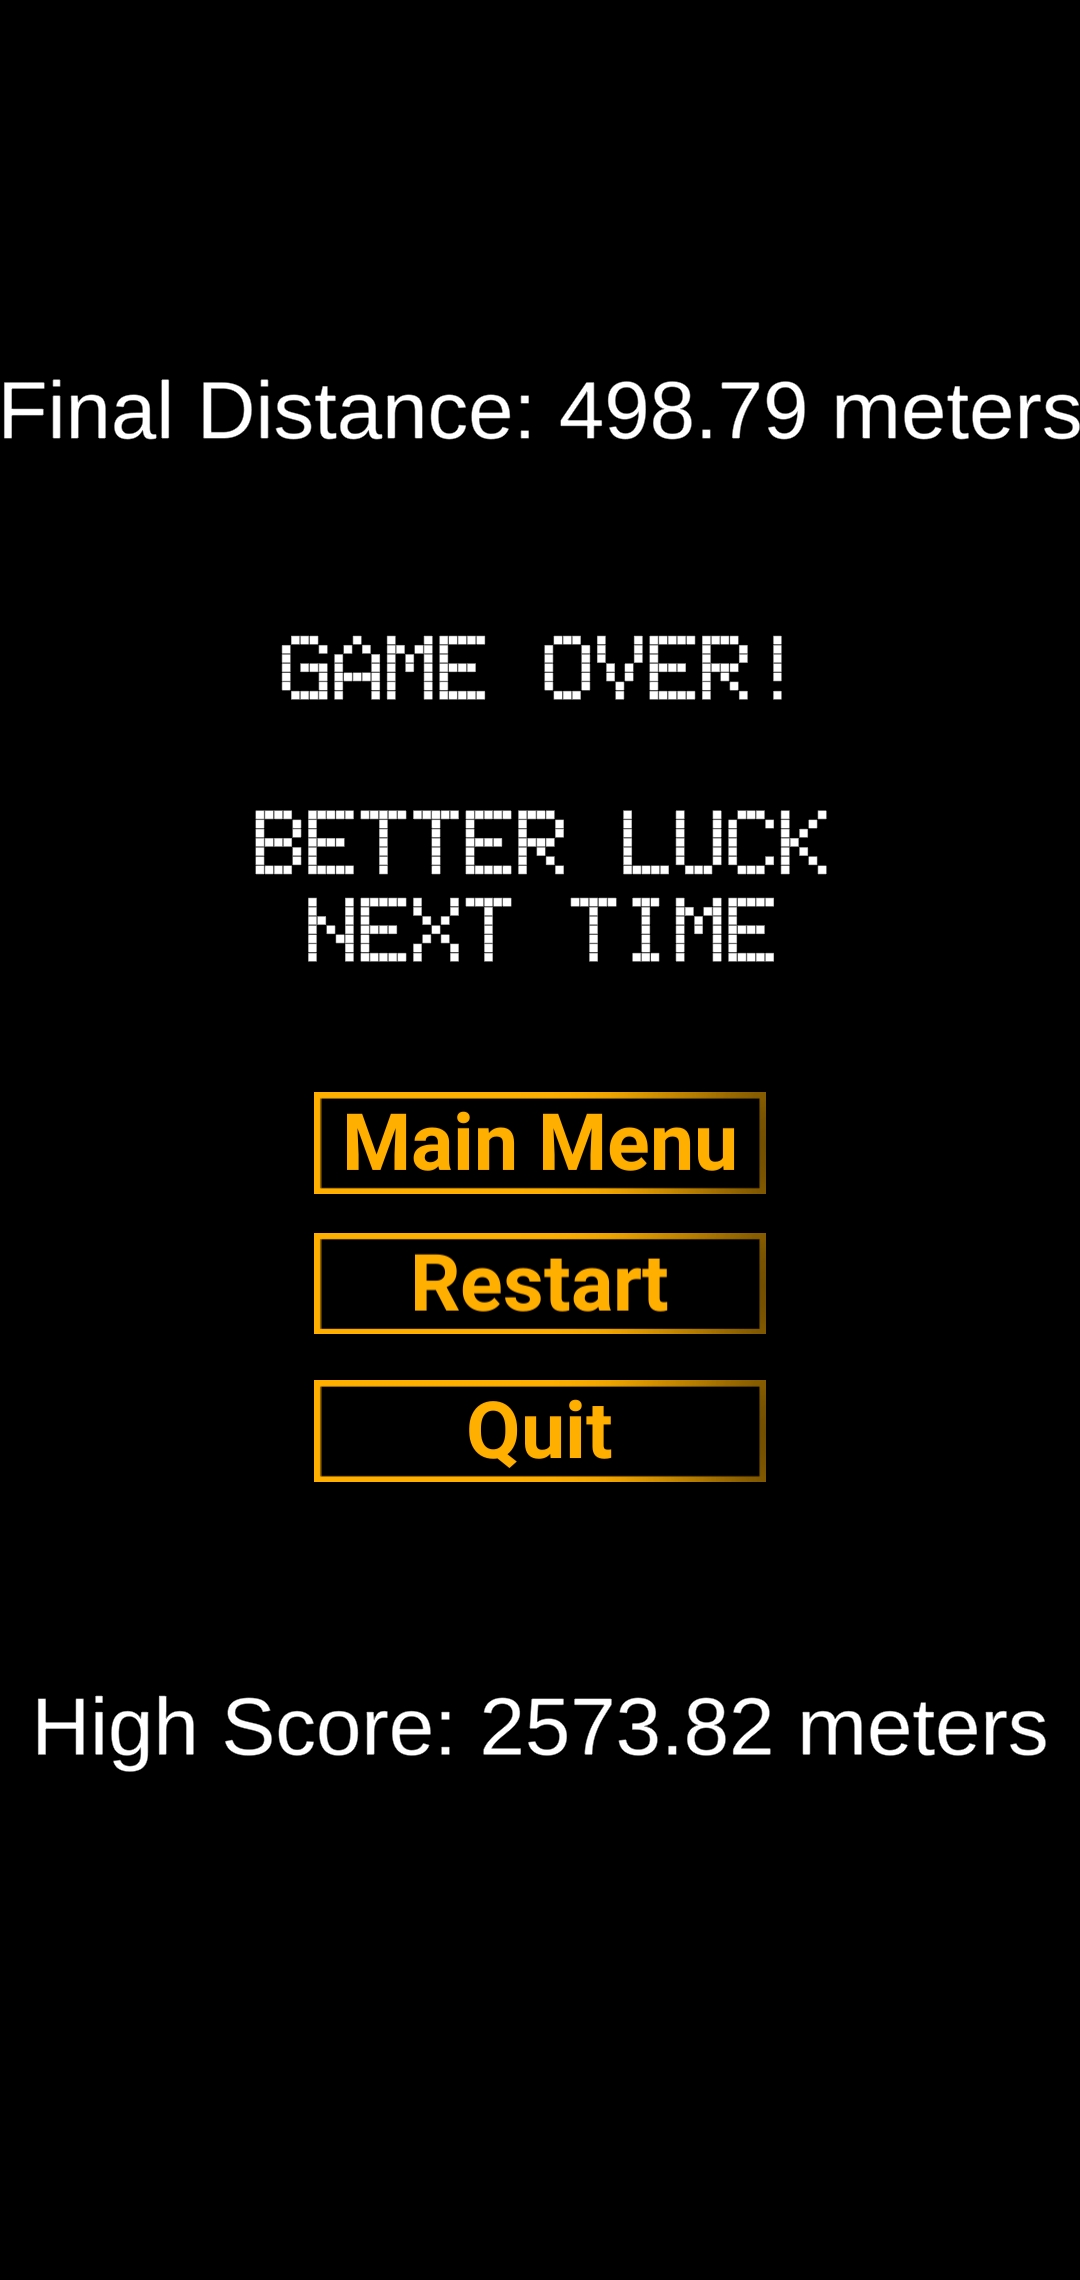 Final Distance: 498.79 meters
GAME OVER!
BETTER LUCK
NEXT TIME
Main Menu
Restart
Quit
High Score: 2573.82 meters